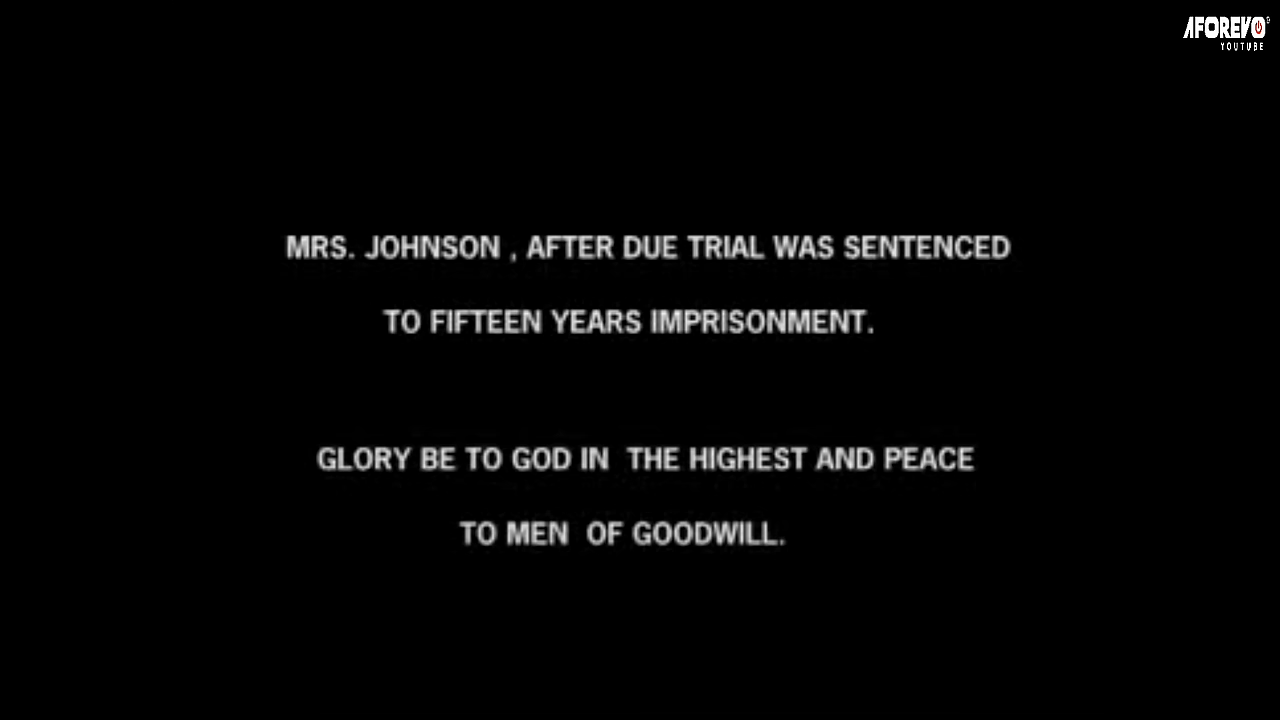 AFOREVO
YOUTUBE
MRS. JOHNSON , AFTER DUE TRIAL WAS SENTENCED
TO FIFTEEN YEARS IMPRISONMENT.
GLORY BE TO GOD IN THE HIGHEST AND PEACE
TO MEN OF GOODWILL.